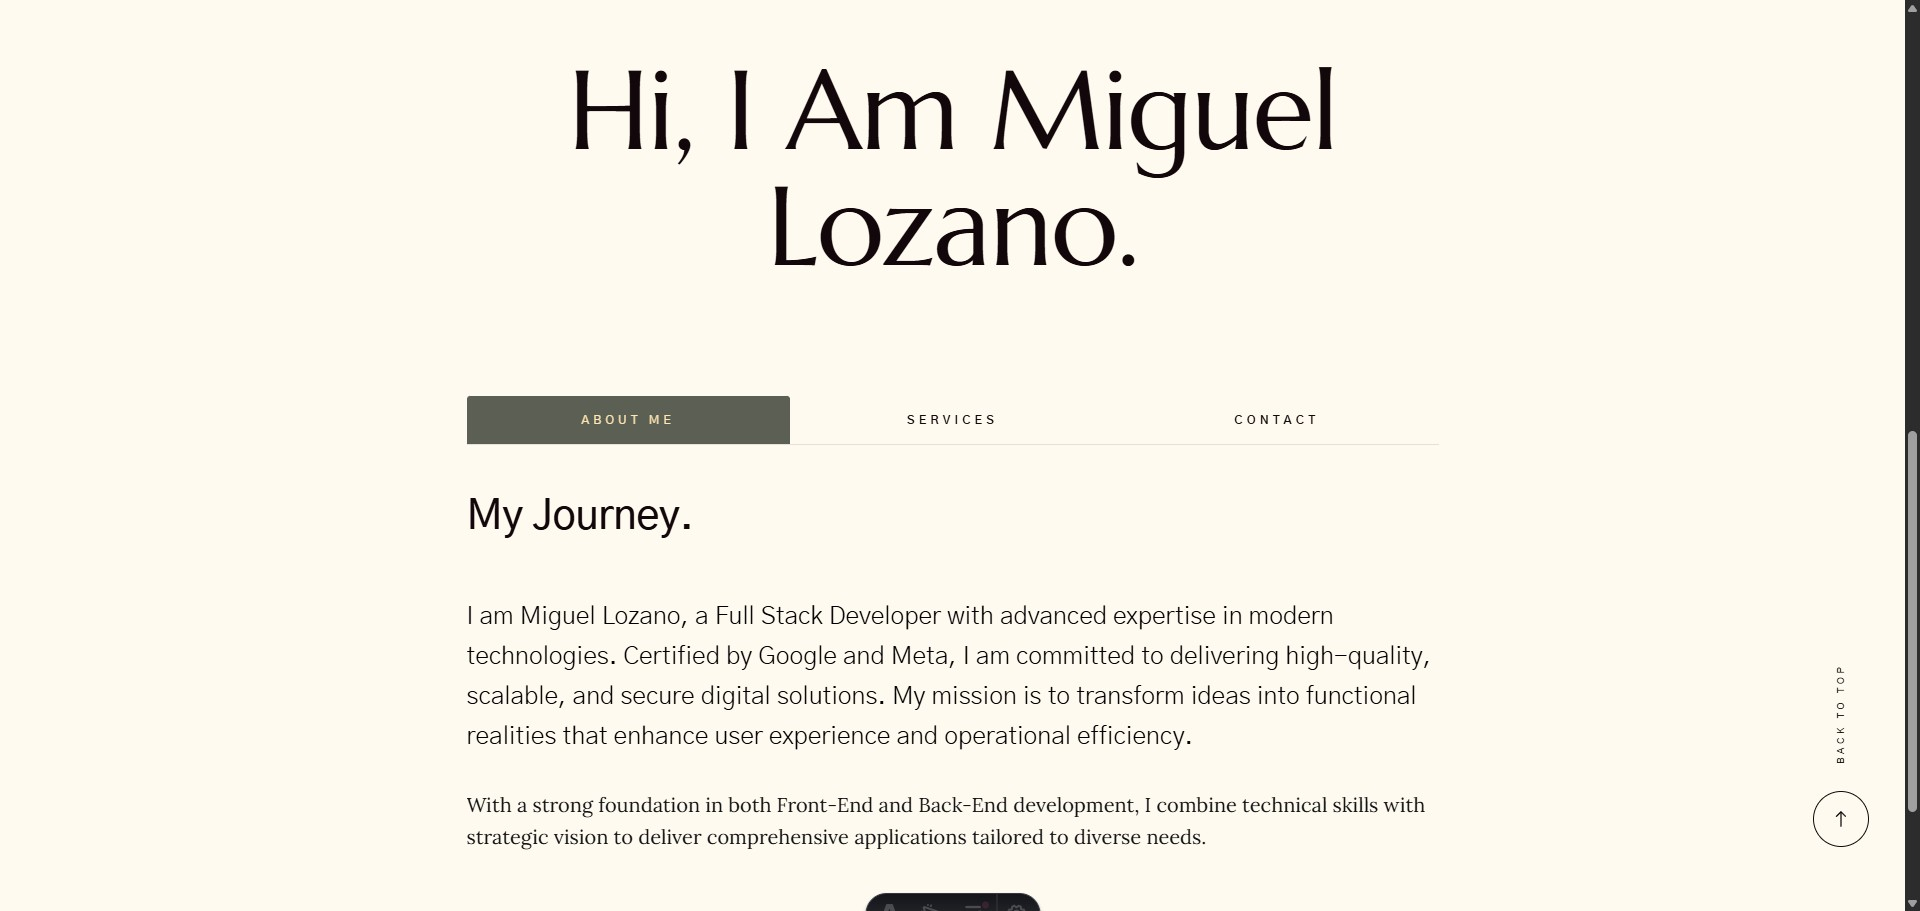 Hi, I Am Miguel
Lozano.
ABOUT ME
SERVICES
CONTACT
My Journey.
I am Miguel Lozano, a Full Stack Developer with advanced expertise in modern
technologies. Certified by Google and Meta, I am committed to delivering high-quality,
scalable, and secure digital solutions. My mission is to transform ideas into functional
realities that enhance user experience and operational efficiency.
With a strong foundation in both Front-End and Back-End development, I combine technical skills with
strategic vision to deliver comprehensive applications tailored to diverse needs.
BACK TO TOP